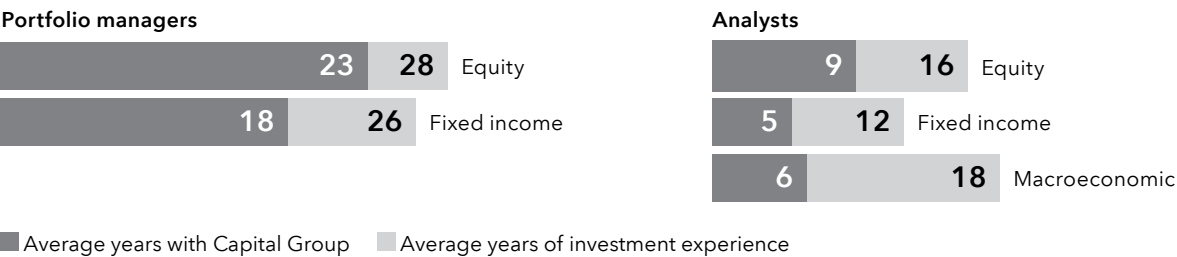 Portfolio managers
23 28 Equity
18 26 Fixed income
Analysts
9 16 Equity
5 12 Fixed income
6 18 Macroeconomic
Average years with Capital Group Average years of investment experience